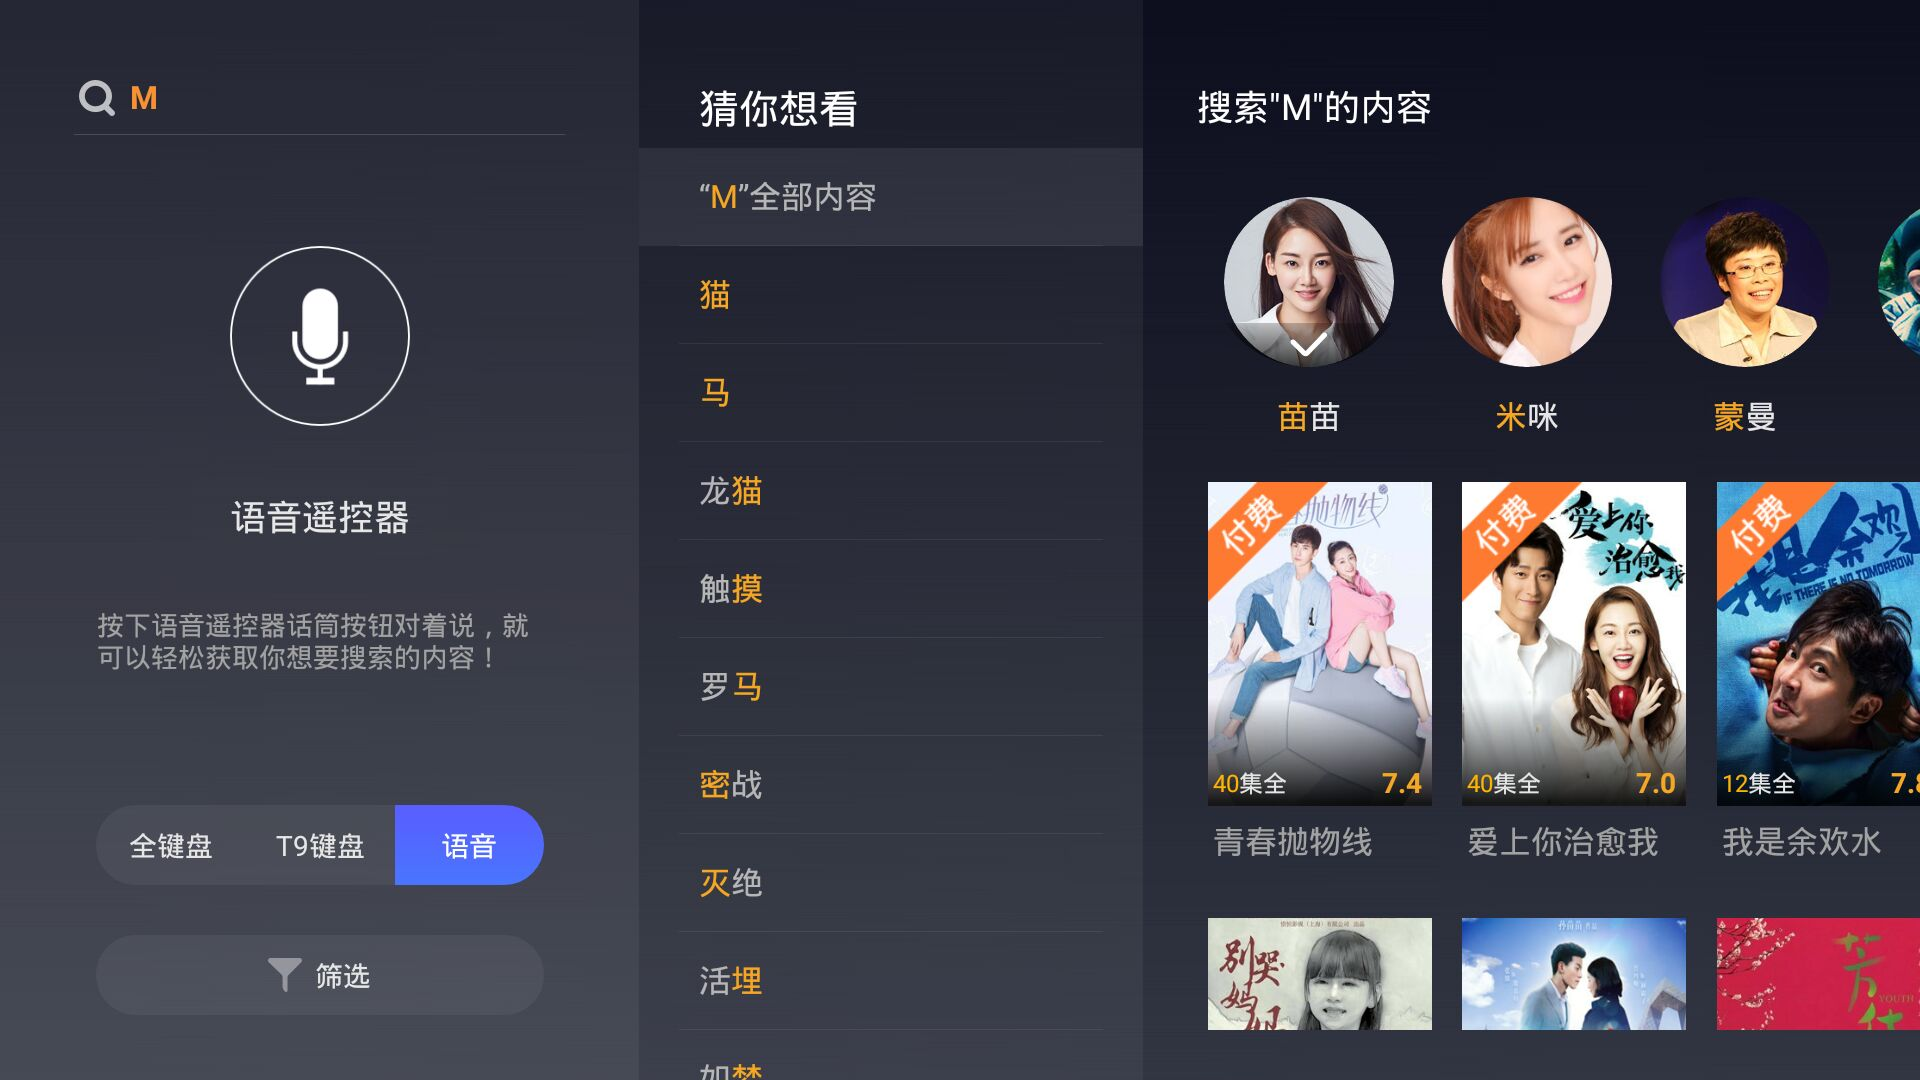 M
语音遥控器
按下语音遥控器话筒按钮对着说，就
可以轻松获取你想要搜索的内容！
全键盘
T9键盘
语音
筛选
猜你想看
“M”全部内容
猫
马
龙猫
触摸
罗马
密战
灭绝
活埋
如梦
搜索"M"的内容
苗苗
米咪
蒙曼
付费
抛物线
40集全
7.4
青春抛物线
付费
爱上你
治愈我
40集全
7.0
爱上你治愈我
付费
我是余欢
IF THERE IS NO TOMORROW
12集全
7.8
我是余欢水
别哭
妈妈
芳华
YOUTH